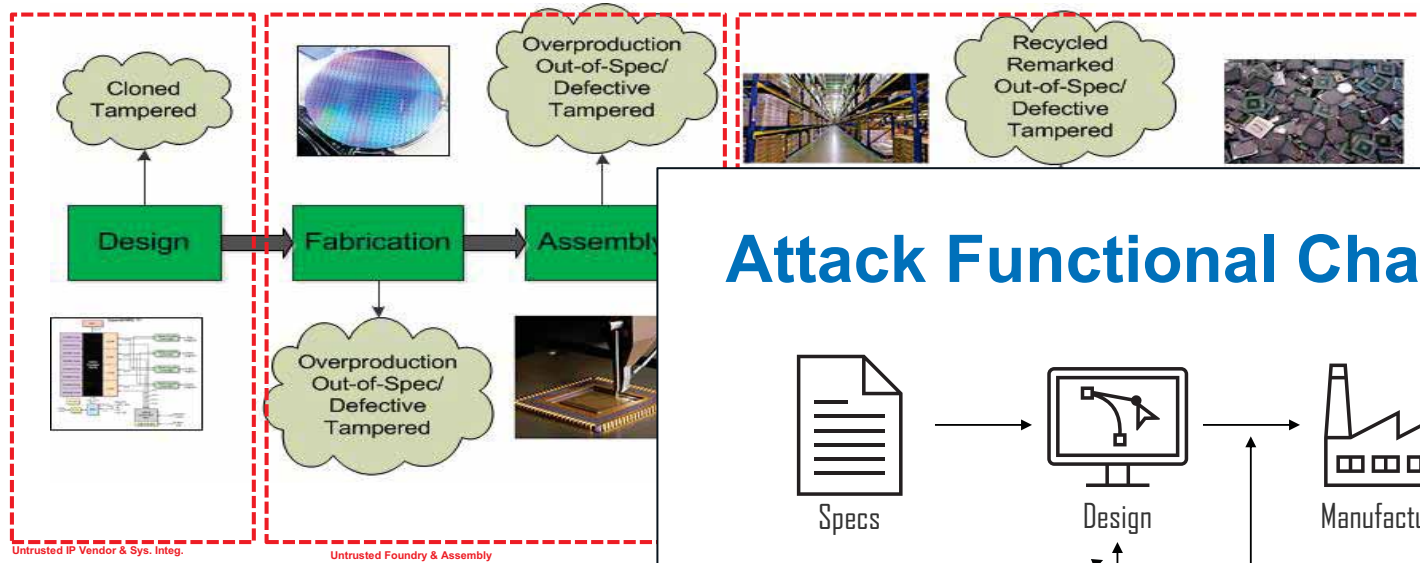 Cloned
Tampered
Overproduction
Out-of-Spec/
Defective
Tampered
Recycled
Remarked
Out-of-Spec/
Defective
Tampered
Design
Fabrication
Assembly
Overproduction
Out-of-Spec/
Defective
Tampered
Untrusted IP Vendor & Sys. Integ.
Untrusted Foundry & Assembly
Attack Functional Cha
Specs
Design
Manufactu